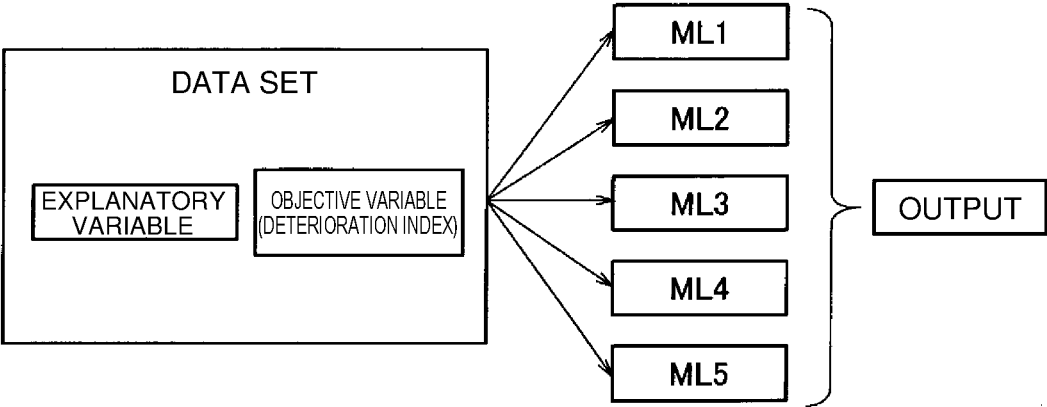 DATA SET
EXPLANATORY
VARIABLE
OBJECTIVE VARIABLE
(DETERIORATION INDEX)
ML1
ML2
ML3
ML4
ML5
OUTPUT